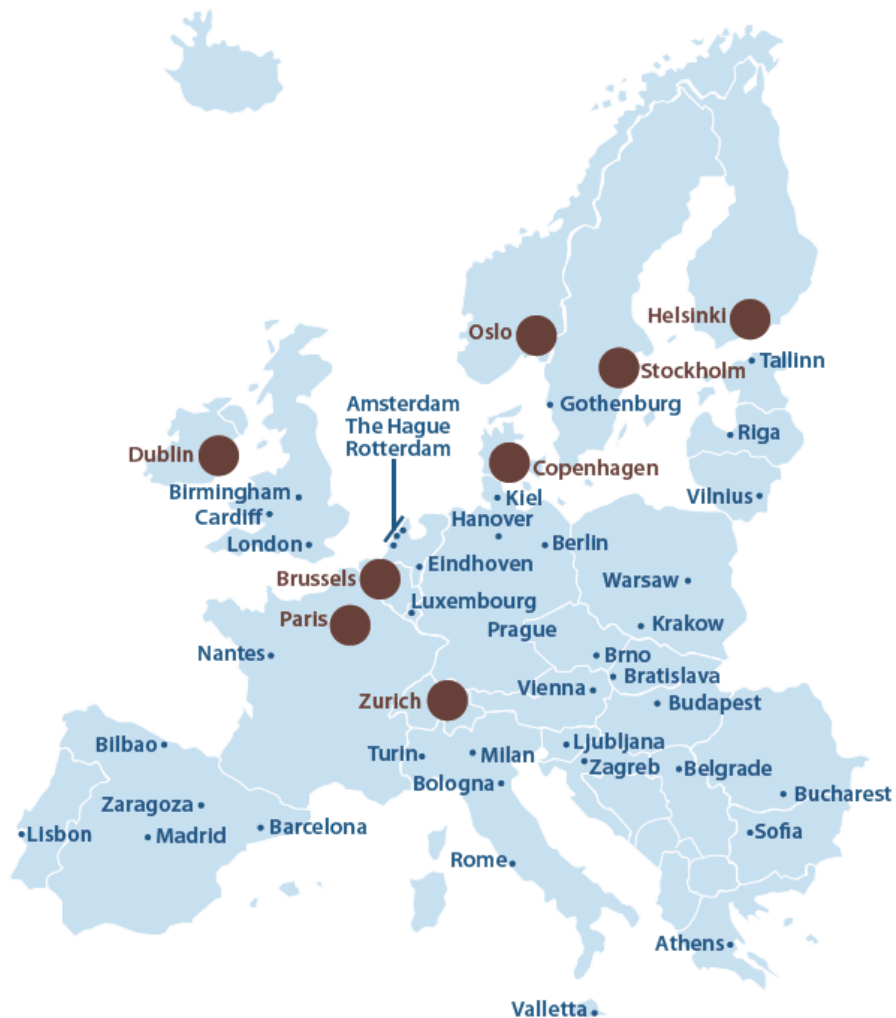 Helsinki
Oslo
Tallinn
Stockholm
Amsterdam
The Hague
Rotterdam
Gothenburg
Riga
Dublin
Copenhagen
Birmingham
Kiel
Vilnius
Cardiff
Hanover
London
Berlin
Eindhoven
Brussels
Warsaw
Luxembourg
Paris
Krakow
Prague
Nantes
Brno
Bratislava
Vienna
Zurich
Budapest
Bilbao
Ljubljana
Turin
Milan
Zagreb
Belgrade
Bologna
Bucharest
Zaragoza
Barcelona
Lisbon
Madrid
Sofia
Rome
Athens
Valletta